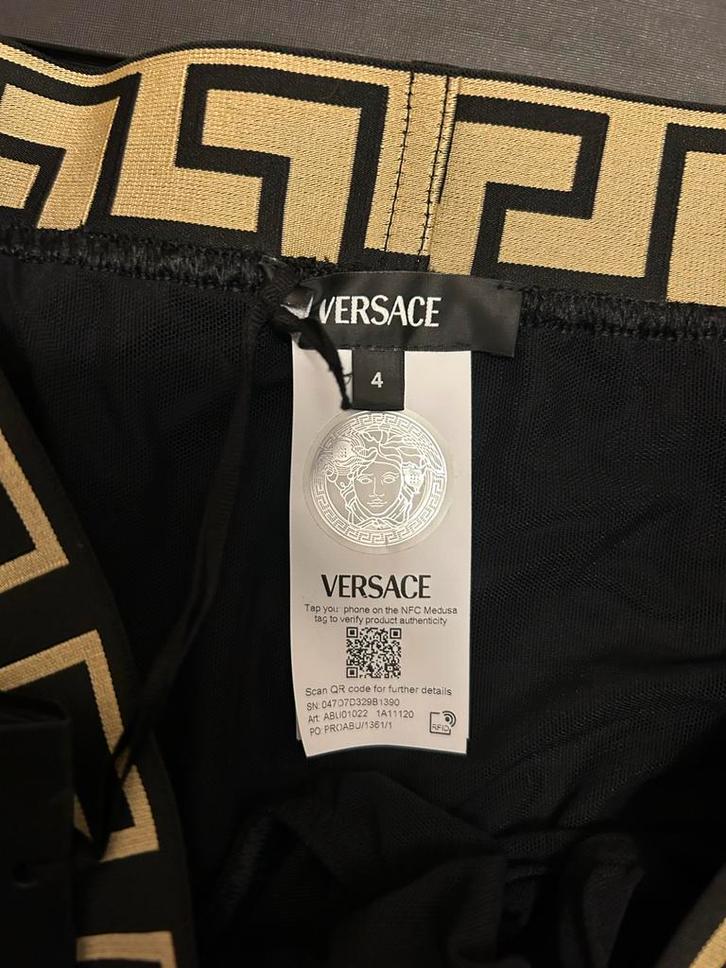 VERSACE
4
VERSACE
Tap your phone on the NFC Medusa
tag to verify product authenticity
Scan QR code for further details
SN: 04707D329B1390
Art: ABU01022 1A11120
PO: PROABU/1361/1
RFID